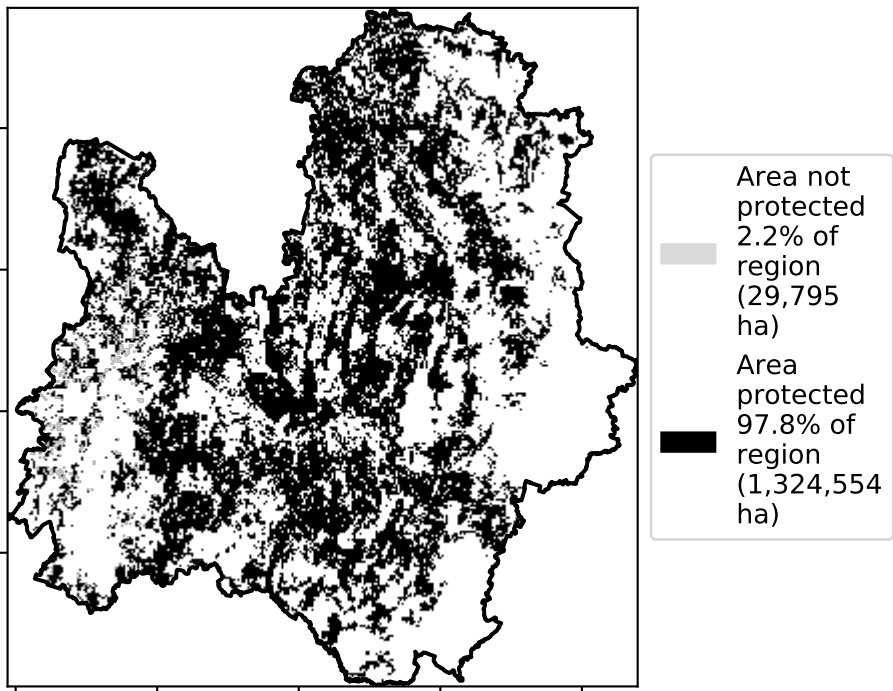 Area not
protected
2.2% of
region
(29,795
ha)
Area
protected
97.8% of
region
(1,324,554
ha)